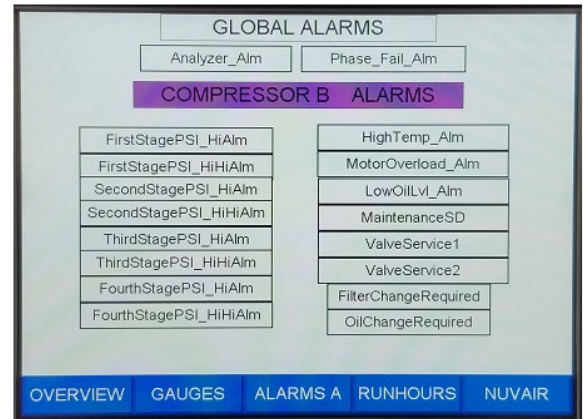 GLOBAL ALARMS
Analyzer_Alm Phase_Fail_Alm
COMPRESSOR B ALARMS
FirstStagePSI_HiAlm
FirstStagePSI_HiHiAlm
SecondStagePSI_HiAlm
SecondStagePSI_HiHiAlm
ThirdStagePSI_HiAlm
ThirdStagePSI_HiHiAlm
FourthStagePSI_HiAlm
FourthStagePSI_HiHiAlm
HighTemp_Alm
MotorOverload_Alm
LowOilLvl_Alm
MaintenanceSD
ValveService1
ValveService2
FilterChangeRequired
OilChangeRequired
OVERVIEW GAUGES ALARMS A RUNHOURS NUVAIR